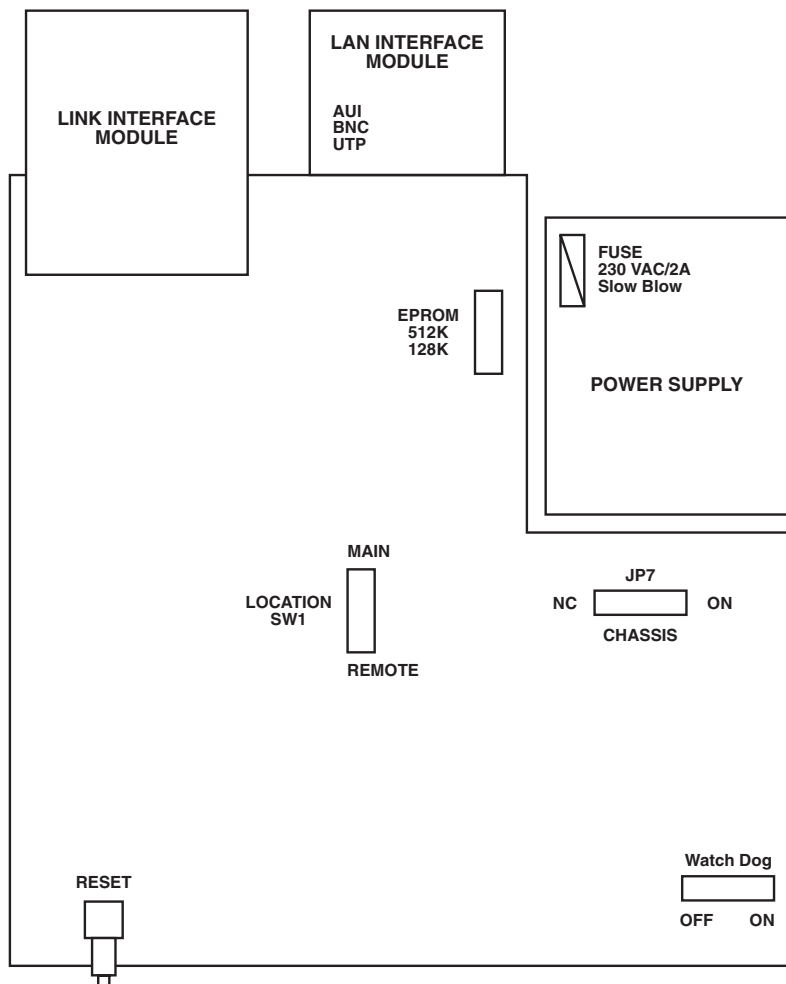 LINK INTERFACE
MODULE
LAN INTERFACE
MODULE
AUI
BNC
UTP
FUSE
230 VAC/2A
Slow Blow
EPROM
512K
128K
POWER SUPPLY
MAIN
LOCATION
SW1
REMOTE
JP7
NC
ON
CHASSIS
Watch Dog
OFF
ON
RESET